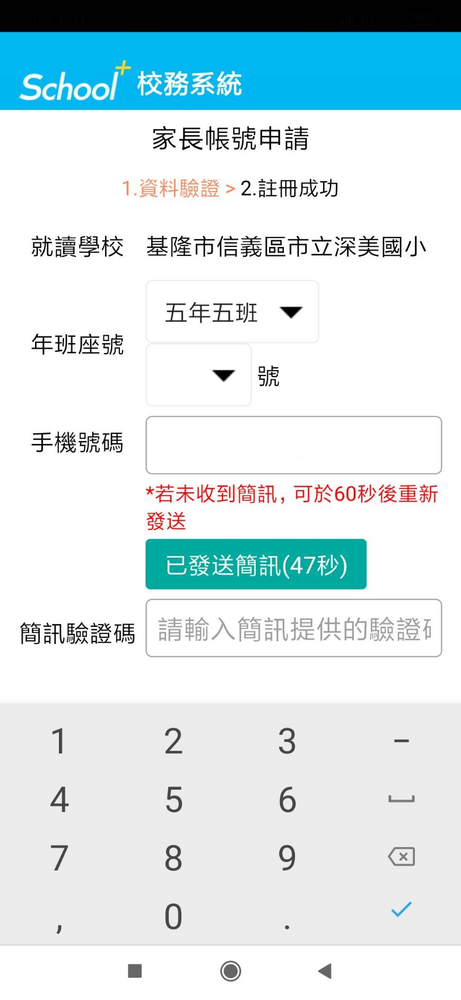 School+ 校務系統
家長帳號申請
1.資料驗證 > 2.註冊成功
就讀學校 基隆市信義區市立深美國小
五年五班
年班座號
號
手機號碼
*若未收到簡訊, 可於60秒後重新
發送
已發送簡訊(47秒)
簡訊驗證碼 請輸入簡訊提供的驗證
1 2 3 -
4 5 6
7 8 9
, 0 .